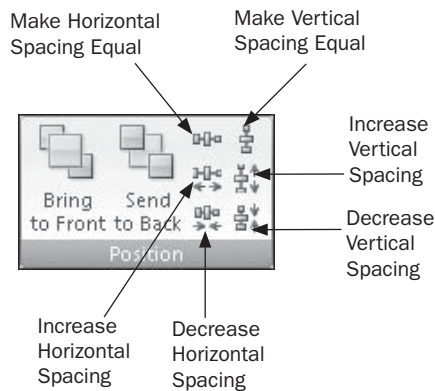 Make Horizontal
Spacing Equal
Make Vertical
Spacing Equal
Increase
Vertical
Spacing
Bring
to Front
Send
to Back
Decrease
Vertical
Spacing
Position
Increase
Horizontal
Spacing
Decrease
Horizontal
Spacing